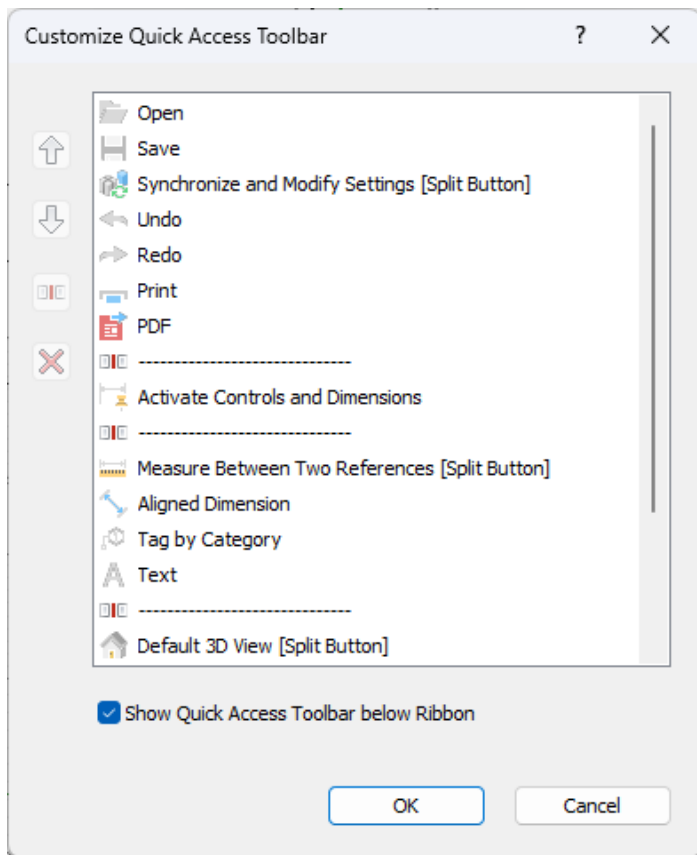 Customize Quick Access Toolbar ?
Open
Save
Synchronize and Modify Settings [Split Button]
Undo
Redo
Print
PDF
------------------------------
Activate Controls and Dimensions
------------------------------
Measure Between Two References [Split Button]
Aligned Dimension
Tag by Category
Text
------------------------------
Default 3D View [Split Button]
Show Quick Access Toolbar below Ribbon
OK Cancel